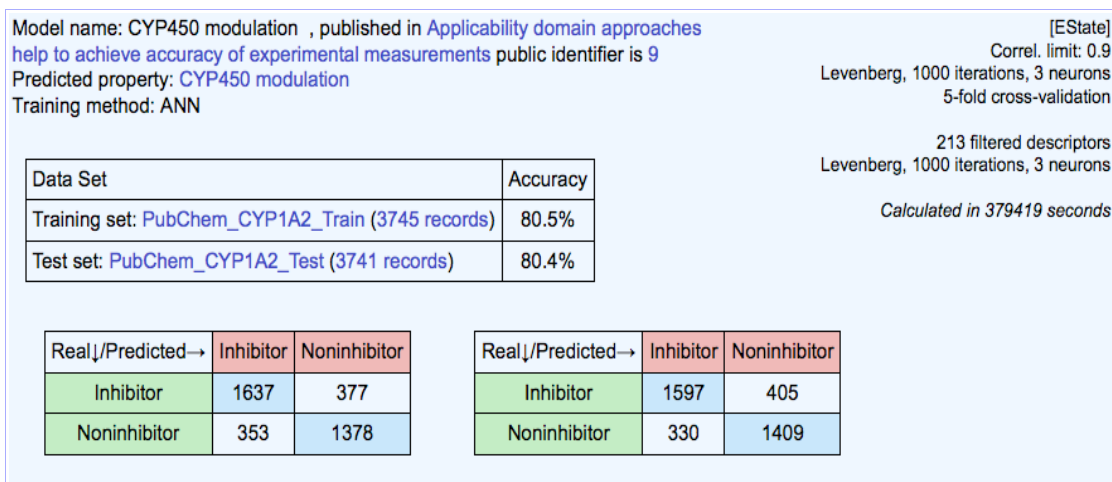 Model name: CYP450 modulation , published in Applicability domain approaches
help to achieve accuracy of experimental measurements public identifier is 9
Predicted property: CYP450 modulation
Training method: ANN
[EState]
Correl. limit: 0.9
Levenberg, 1000 iterations, 3 neurons
5-fold cross-validation
213 filtered descriptors
Levenberg, 1000 iterations, 3 neurons
Calculated in 379419 seconds
Data Set Accuracy
Training set: PubChem_CYP1A2_Train (3745 records) 80.5%
Test set: PubChem_CYP1A2_Test (3741 records) 80.4%
Real↓/Predicted→ Inhibitor Noninhibitor
Inhibitor 1637 377
Noninhibitor 353 1378
Real↓/Predicted→ Inhibitor Noninhibitor
Inhibitor 1597 405
Noninhibitor 330 1409